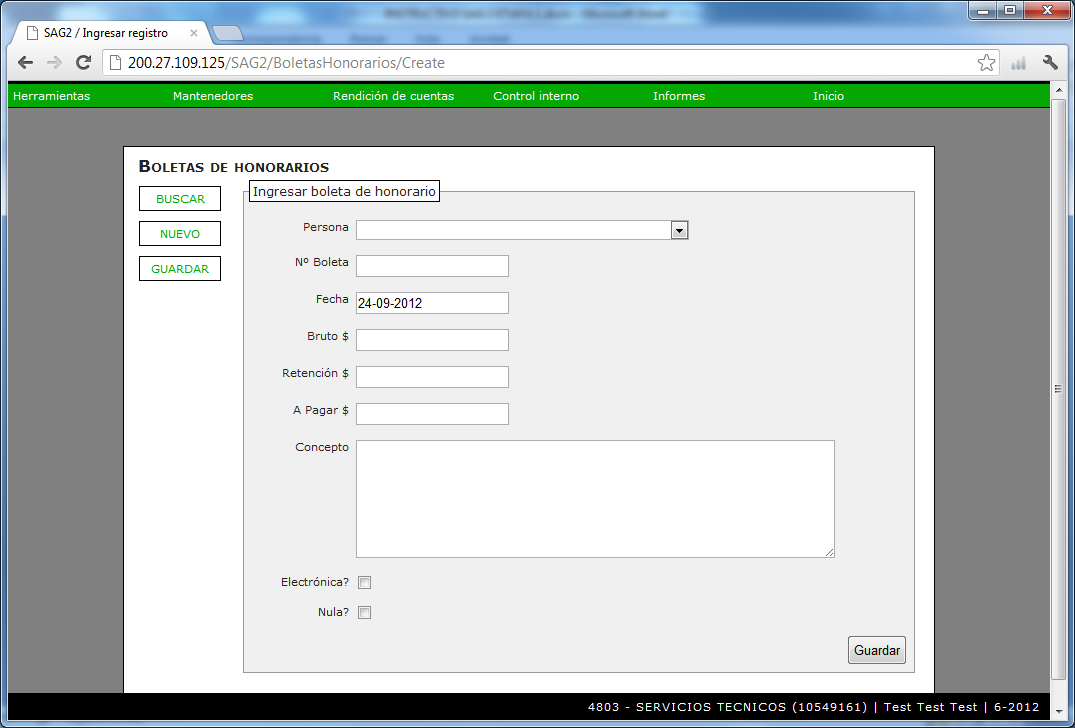 SAG2 / Ingresar registro
200.27.109.125/SAG2/BoletasHonorarios/Create
Herramientas Mantenedores Rendición de cuentas Control interno Informes Inicio
Boletas de honorarios
BUSCAR
NUEVO
GUARDAR
Ingresar boleta de honorario
Persona
Nº Boleta
Fecha 24-09-2012
Bruto $
Retención $
A Pagar $
Concepto
Electrónica?
Nula?
Guardar
4803 - SERVICIOS TECNICOS (10549161) | Test Test Test | 6-2012